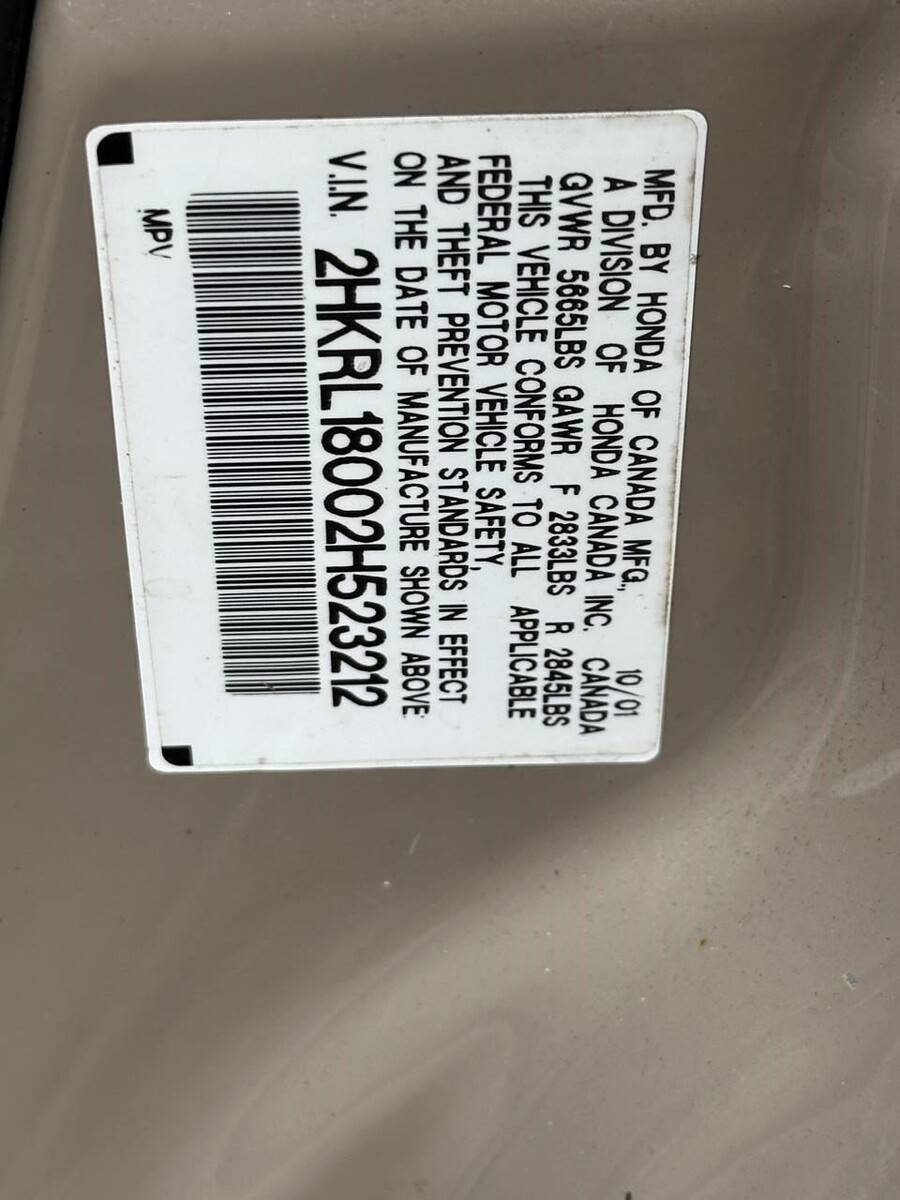 MFD. BY HONDA OF CANADA MFG., 10/01
A DIVISION OF HONDA CANADA INC. CANADA
GVWR 5665LBS GAWR F 2833LBS R 2845LBS
THIS VEHICLE CONFORMS TO ALL APPLICABLE
FEDERAL MOTOR VEHICLE SAFETY,
AND THEFT PREVENTION STANDARDS IN EFFECT
ON THE DATE OF MANUFACTURE SHOWN ABOVE.
V.I.N. 2HKRL18002H523212
MPV